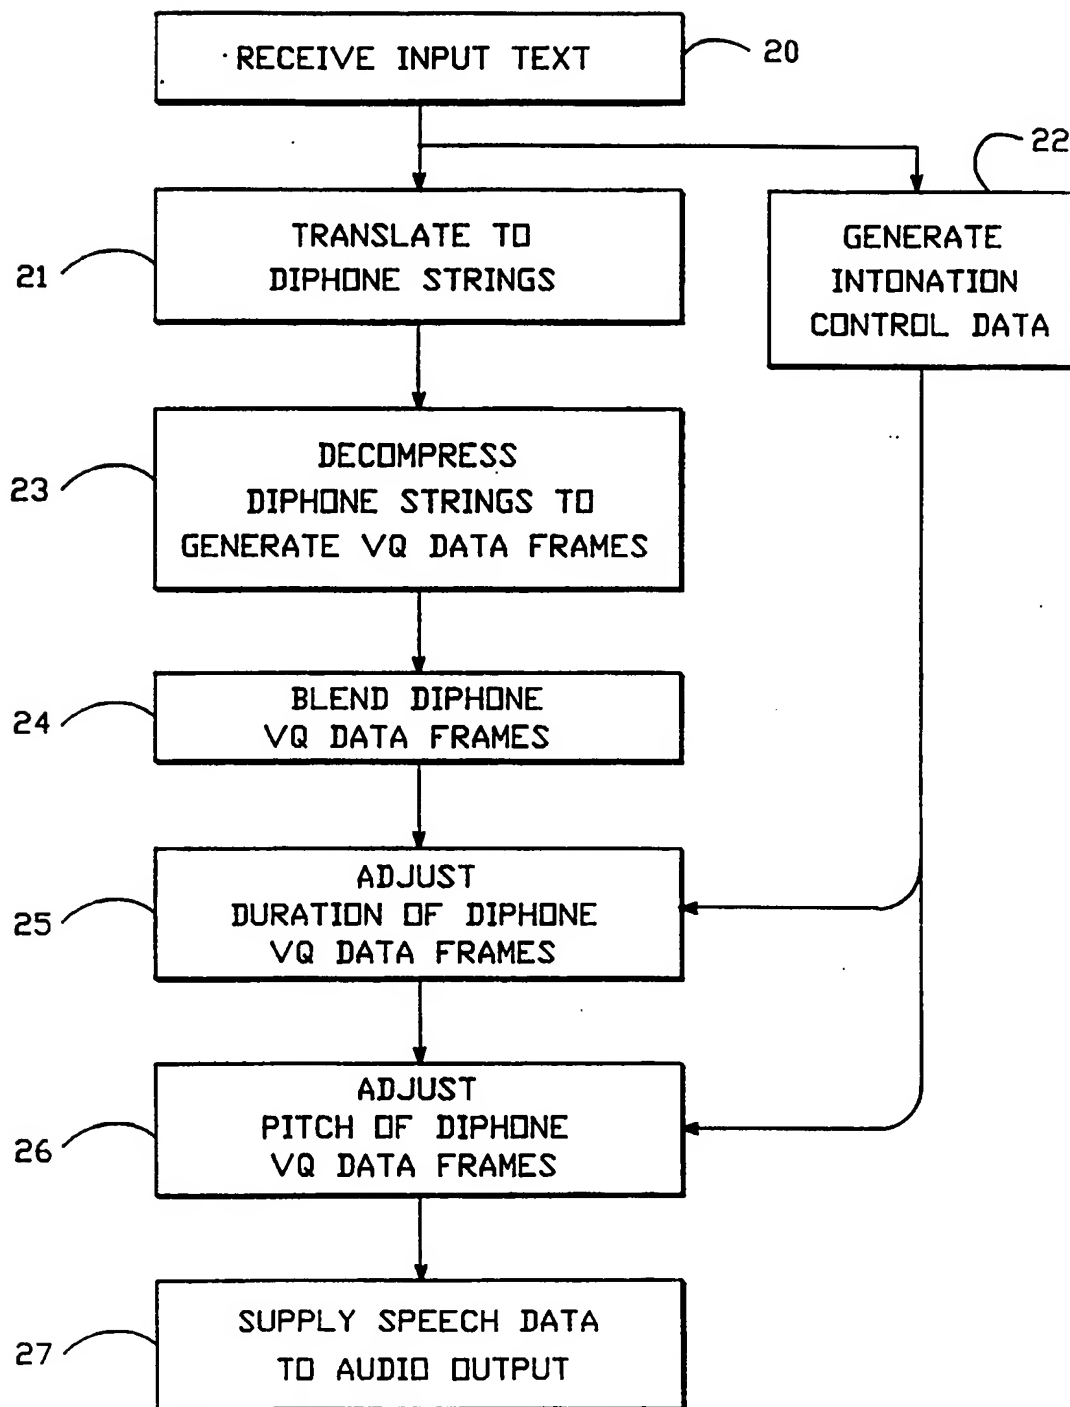 RECEIVE INPUT TEXT
20
22
TRANSLATE TO
DIPHONE STRINGS
21
GENERATE
INTONATION
CONTROL DATA
DECOMPRESS
DIPHONE STRINGS TO
GENERATE VQ DATA FRAMES
23
BLEND DIPHONE
VQ DATA FRAMES
24
ADJUST
DURATION OF DIPHONE
VQ DATA FRAMES
25
ADJUST
PITCH OF DIPHONE
VQ DATA FRAMES
26
SUPPLY SPEECH DATA
TO AUDIO OUTPUT
27